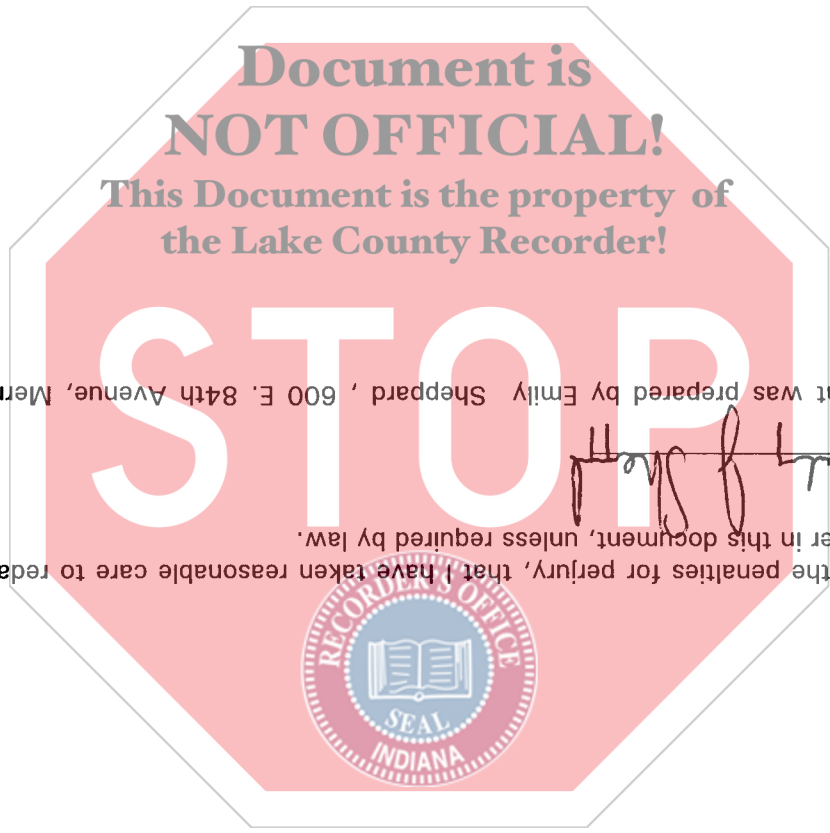 Document is
NOT OFFICIAL!
This Document is the property of
the Lake County Recorder!
STOP
the penalties for perjury, that I have taken reasonable care to
in this document, unless required by law.
was prepared by Emily Sheppard , 600 E. 84th Avenue,
RECORDER'S OFFICE
SEAL
INDIANA